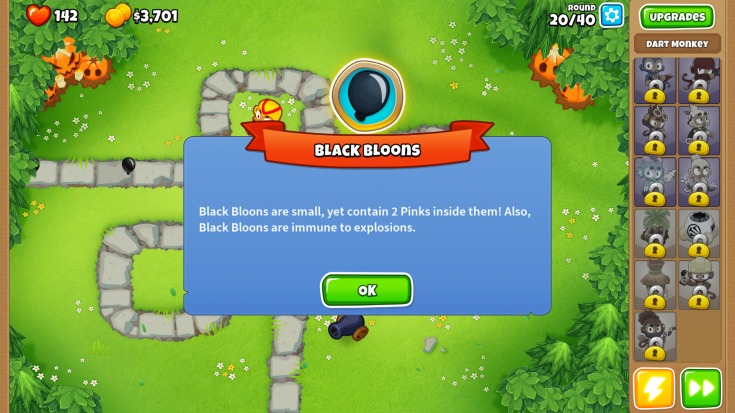 142
$3,701
ROUND
20/40
UPGRADES
DART MONKEY
BLACK BLOONS
Black Bloons are small, yet contain 2 Pinks inside them! Also,
Black Bloons are immune to explosions.
OK